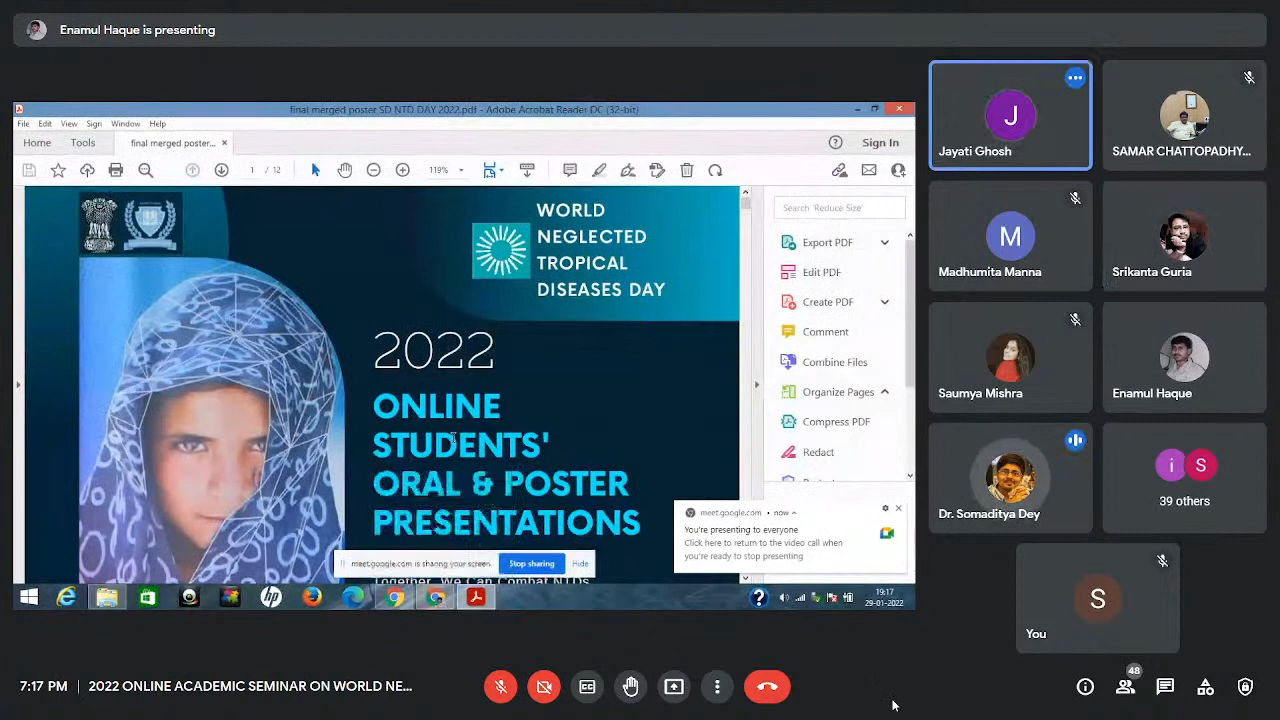 Enamul Haque is presenting
final merged poster SD NTD DAY 2022.pdf - Adobe Acrobat Reader DC (32-bit)
File Edit View Sign Window Help
Home Tools final merged poster... × Sign In
1 / 12 119%
WORLD
NEGLECTED
TROPICAL
DISEASES DAY
2022
ONLINE
STUDENTS'
ORAL & POSTER
PRESENTATIONS
Together, We Can Combat NTDs
Search 'Reduce Size'
Export PDF
Edit PDF
Create PDF
Comment
Combine Files
Organize Pages
Compress PDF
Redact
meet.google.com • now
You're presenting to everyone
Click here to return to the video call when
you're ready to stop presenting
meet.google.com is sharing your screen. Stop sharing Hide
19:17
29-01-2022
J
Jayati Ghosh
SAMAR CHATTOPADHY...
M
Madhumita Manna
Srikanta Guria
Saumya Mishra
Enamul Haque
Dr. Somaditya Dey
i S
39 others
S
You
7:17 PM 2022 ONLINE ACADEMIC SEMINAR ON WORLD NE...
48